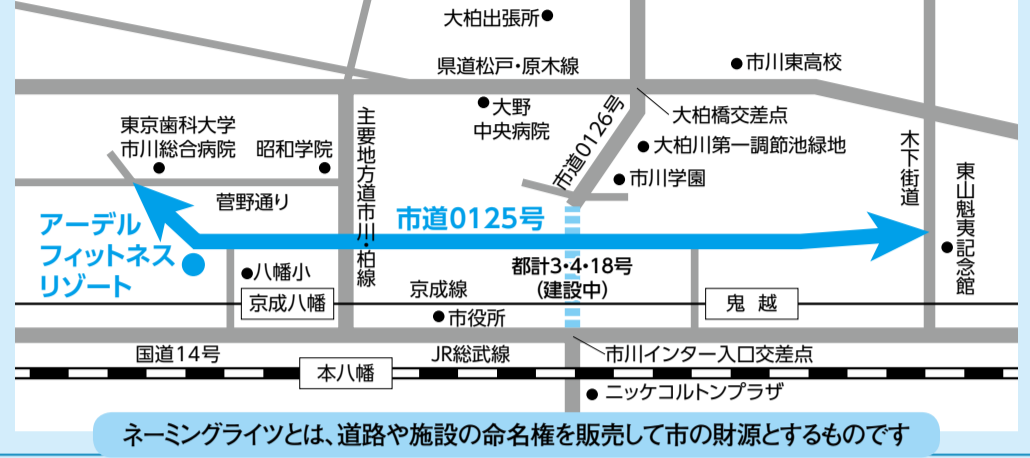 大柏出張所
県道松戸・原木線
市川東高校
大野
中央病院
市道0126号
大柏橋交差点
大柏川第一調節池緑地
市川学園
東京歯科大学
市川総合病院
昭和学院
主要地方道市川・柏線
木下街道
東山魁夷記念館
菅野通り
市道0125号
アーデル
フィットネス
リゾート
八幡小
都計3・4・18号
(建設中)
京成八幡
京成線
鬼越
市役所
国道14号
JR総武線
市川インター入口交差点
本八幡
ニッケコルトンプラザ
ネーミングライツとは、道路や施設の命名権を販売して市の財源とするものです